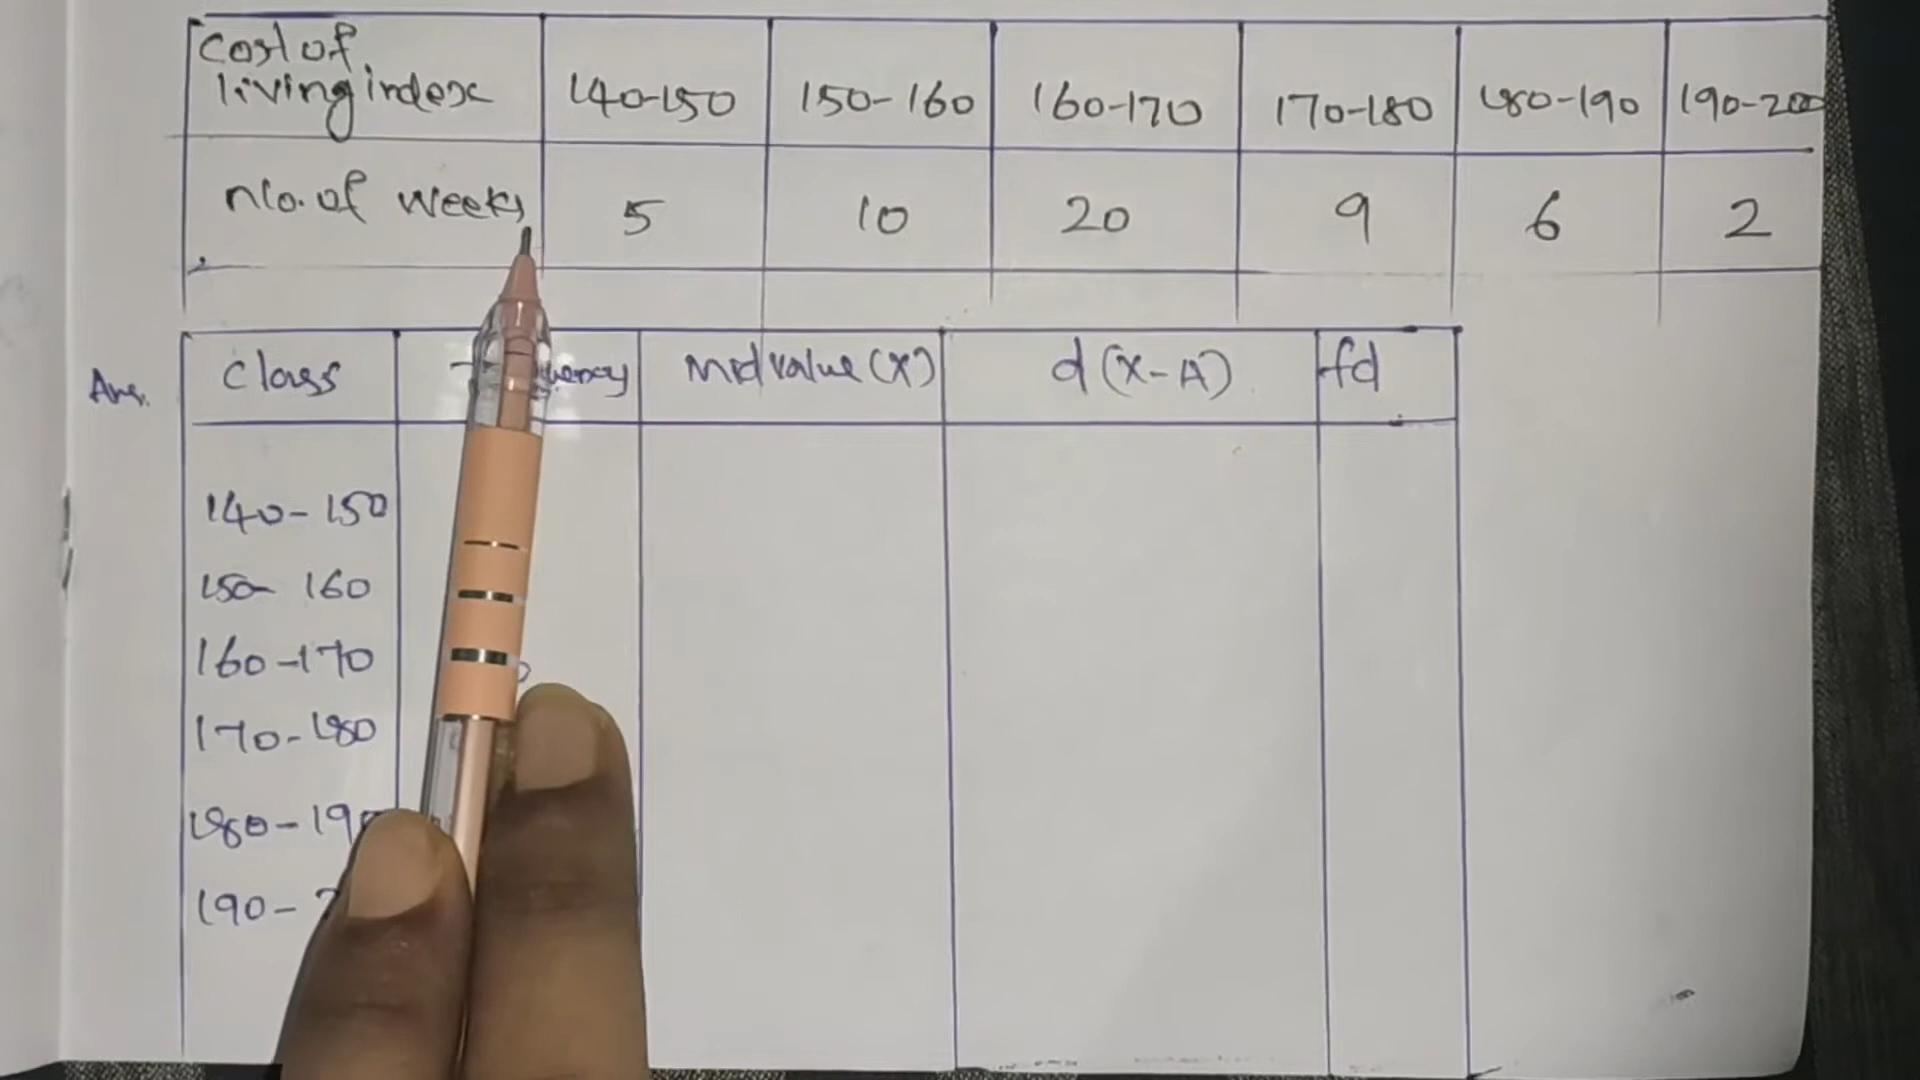 Cost of
living index 140-150 150-160 160-170 170-180 180-190 190-200
No. of weeks 5 10 20 9 6 2
Ans. Class Mid value (X) d (X-A) fd
140-150
150-160
160-170
170-180
180-190
190-